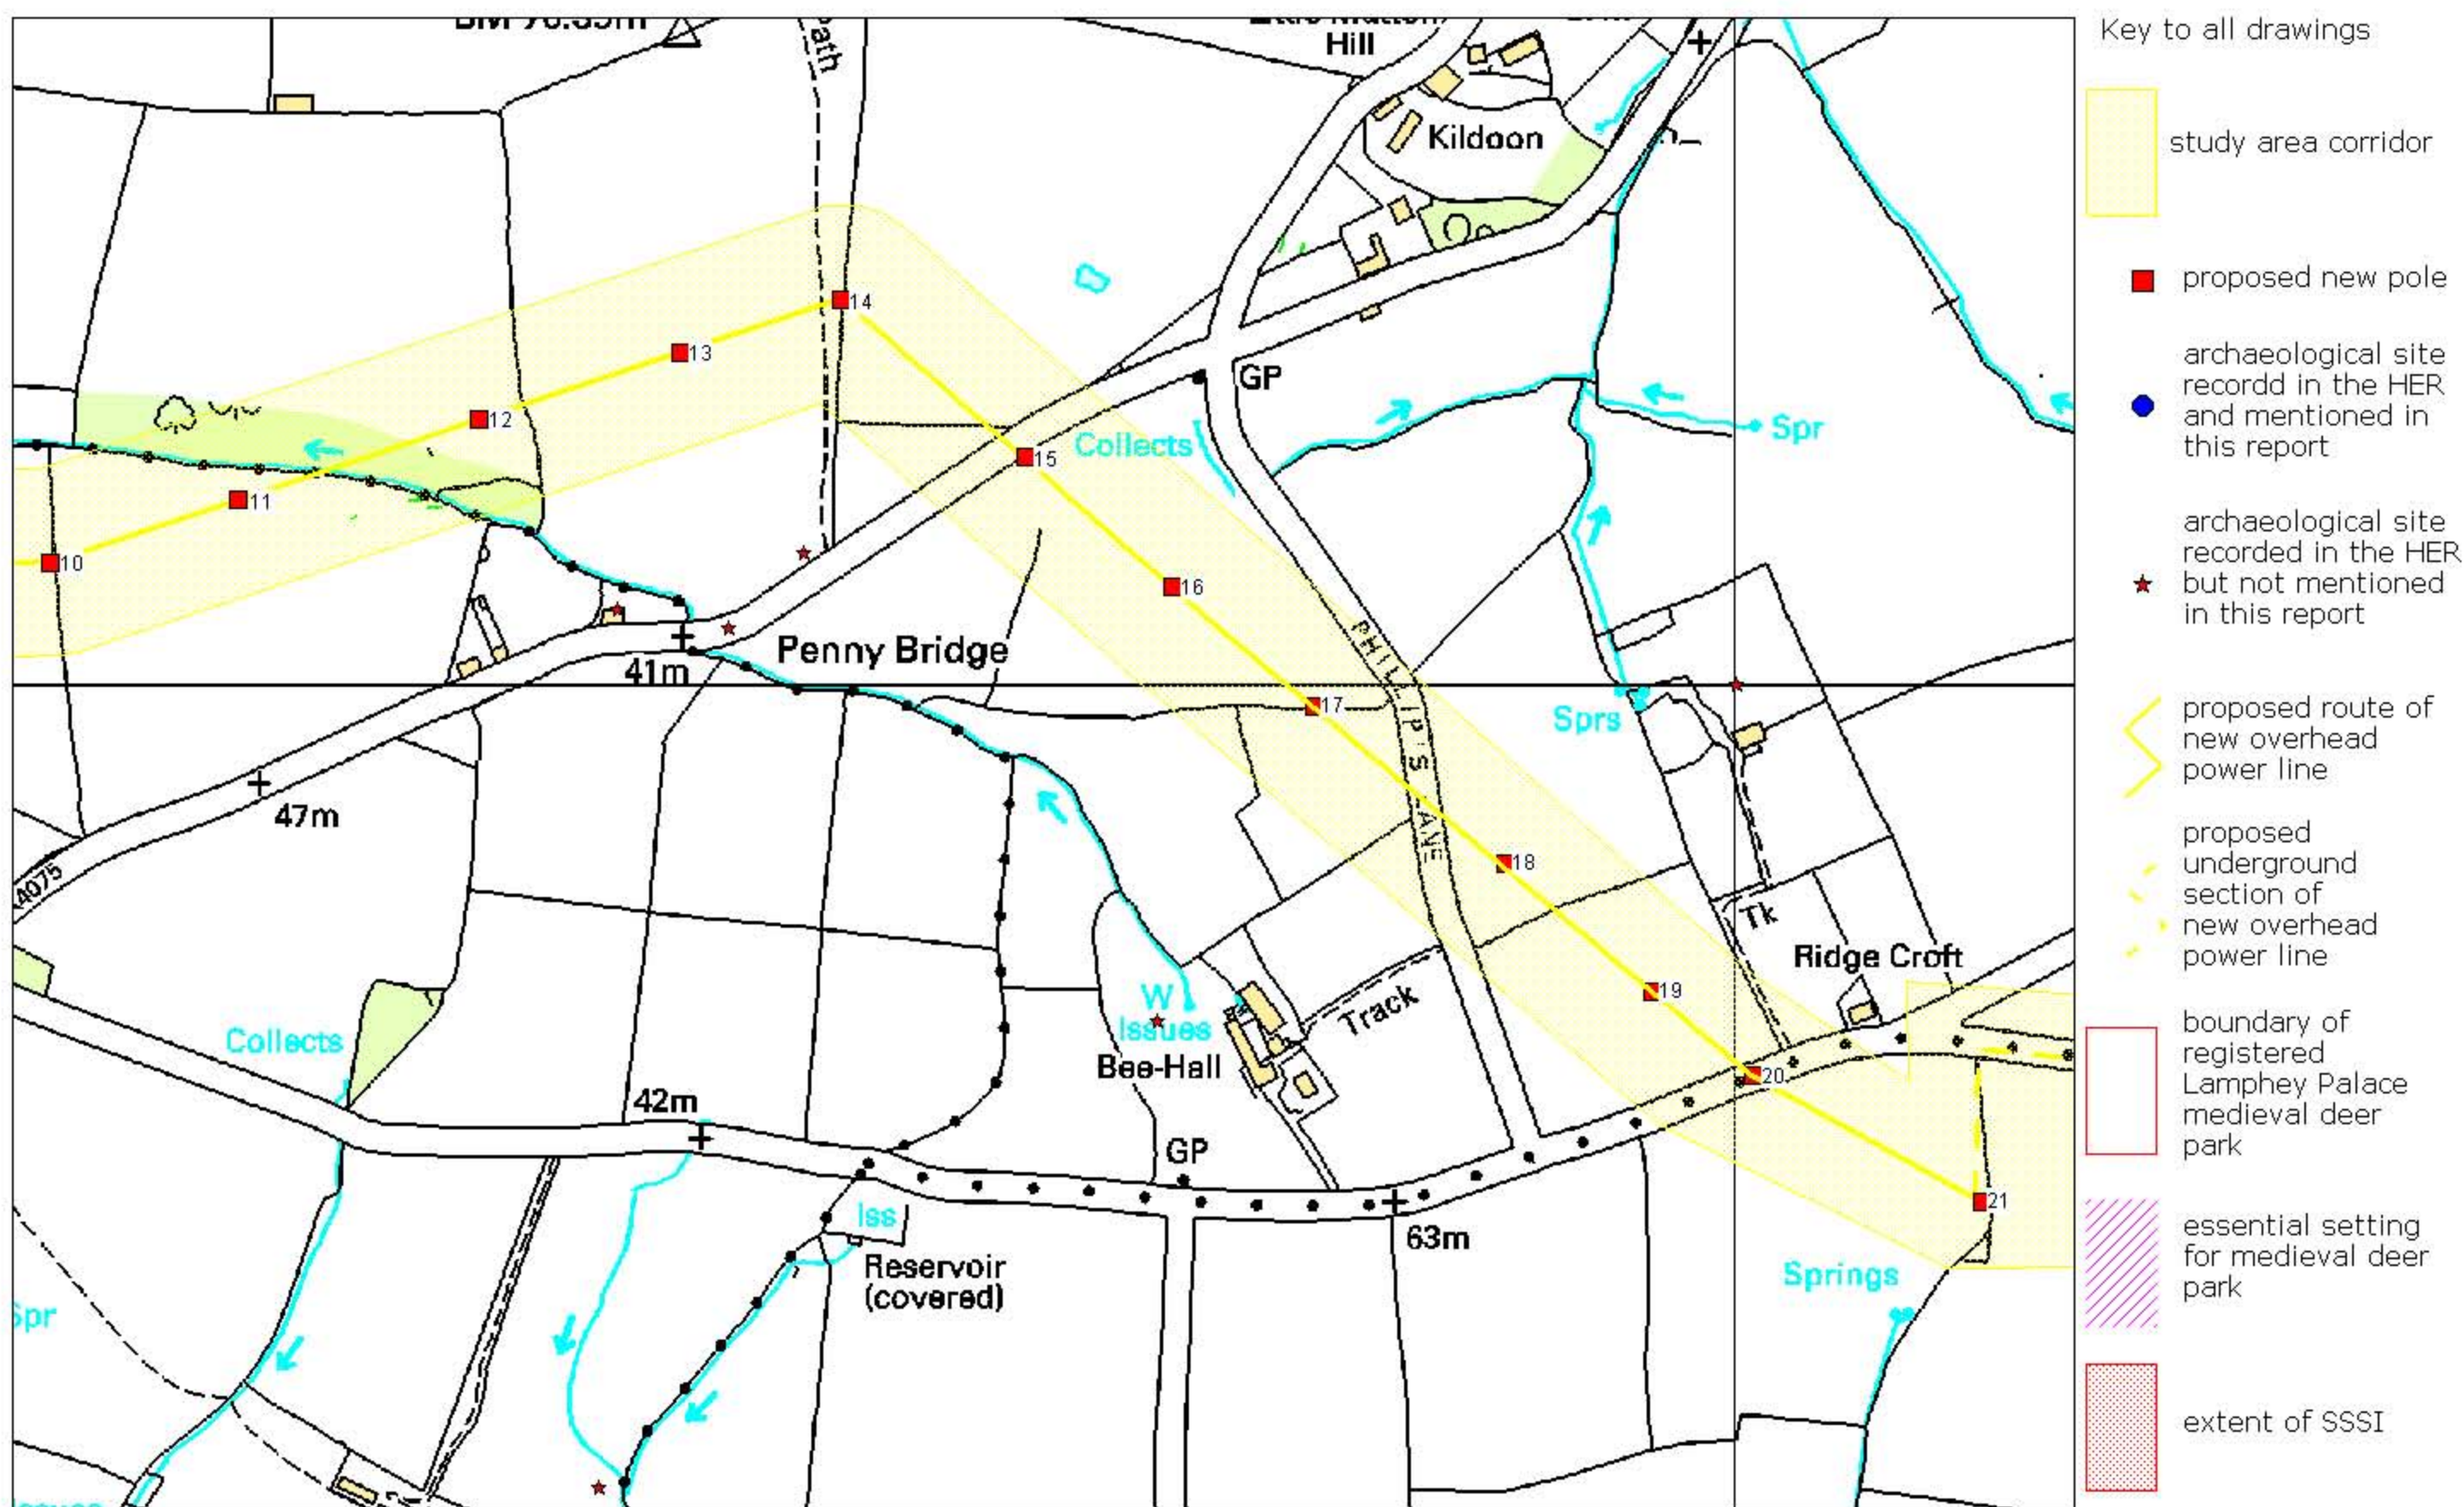 Hill
Kildoon
14
13
12
11
10
GP
Collects
Spr
15
16
Penny Bridge
41m
PHILLIP'S LANE
17
Sprs
47m
4075
18
Tk
Ridge Croft
19
W
Issues
Track
Bee-Hall
Collects
42m
20
GP
21
63m
Iss
Reservoir
(covered)
Springs
Spr
Key to all drawings
study area corridor
proposed new pole
archaeological site
recordd in the HER
and mentioned in
this report
archaeological site
recorded in the HER
but not mentioned
in this report
proposed route of
new overhead
power line
proposed
underground
section of
new overhead
power line
boundary of
registered
Lamphey Palace
medieval deer
park
essential setting
for medieval deer
park
extent of SSSI